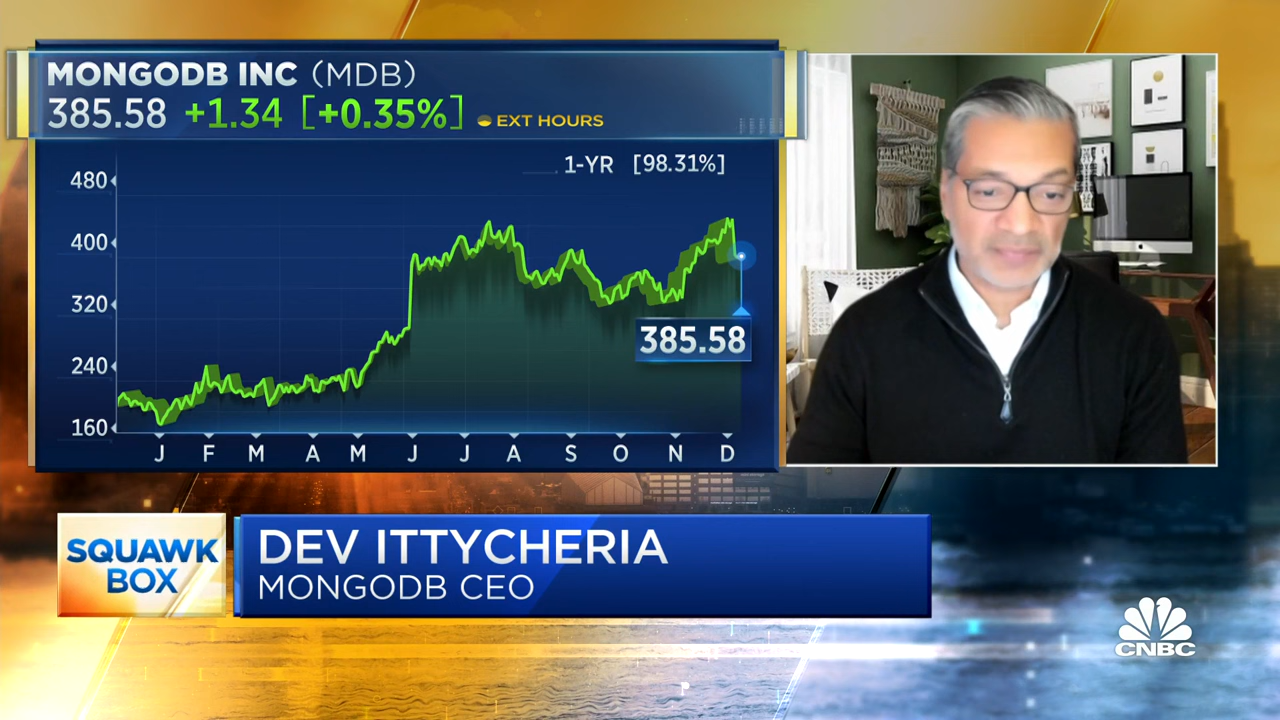 MONGODB INC (MDB)
385.58 +1.34 [+0.35%] EXT HOURS
1-YR [98.31%]
480
400
320
240
160
385.58
J F M A M J J A S O N D
SQUAWK
BOX
DEV ITTYCHERIA
MONGODB CEO
CNBC
P